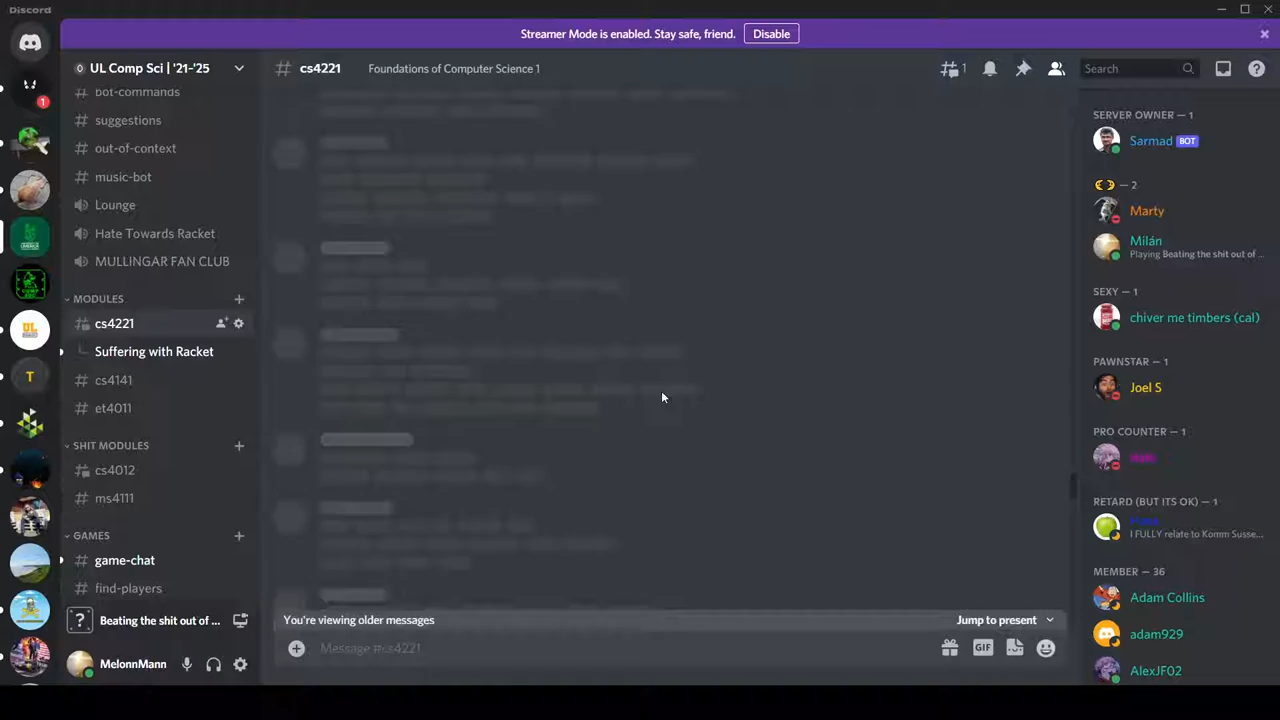 Discord
Streamer Mode is enabled. Stay safe, friend. Disable
UL Comp Sci | '21-'25
bot-commands
suggestions
out-of-context
music-bot
Lounge
Hate Towards Racket
MULLINGAR FAN CLUB
MODULES
cs4221
Suffering with Racket
cs4141
et4011
SHIT MODULES
cs4012
ms4111
GAMES
game-chat
find-players
Beating the shit out of ...
MelonnMann
cs4221 Foundations of Computer Science 1
1
Search
You're viewing older messages Jump to present
Message #cs4221
GIF
SERVER OWNER — 1
Sarmad BOT
— 2
Marty
Milán
Playing Beating the shit out of ...
SEXY — 1
chiver me timbers (cal)
PAWNSTAR — 1
Joel S
PRO COUNTER — 1
RETARD (BUT ITS OK) — 1
I FULLY relate to Komm Susse...
MEMBER — 36
Adam Collins
adam929
AlexJF02
1
UL
T